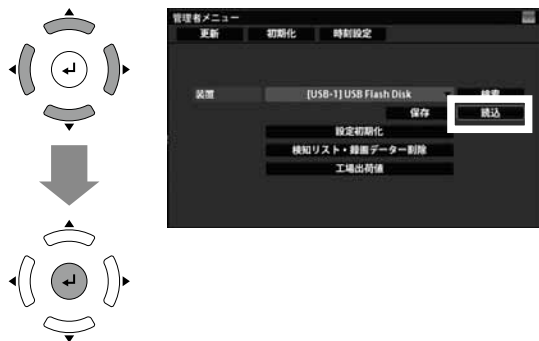 管理者メニュー
更新 初期化 時刻設定
装置 [USB-1] USB Flash Disk 検索
保存 読込
設定初期化
検知リスト・録画データー削除
工場出荷値